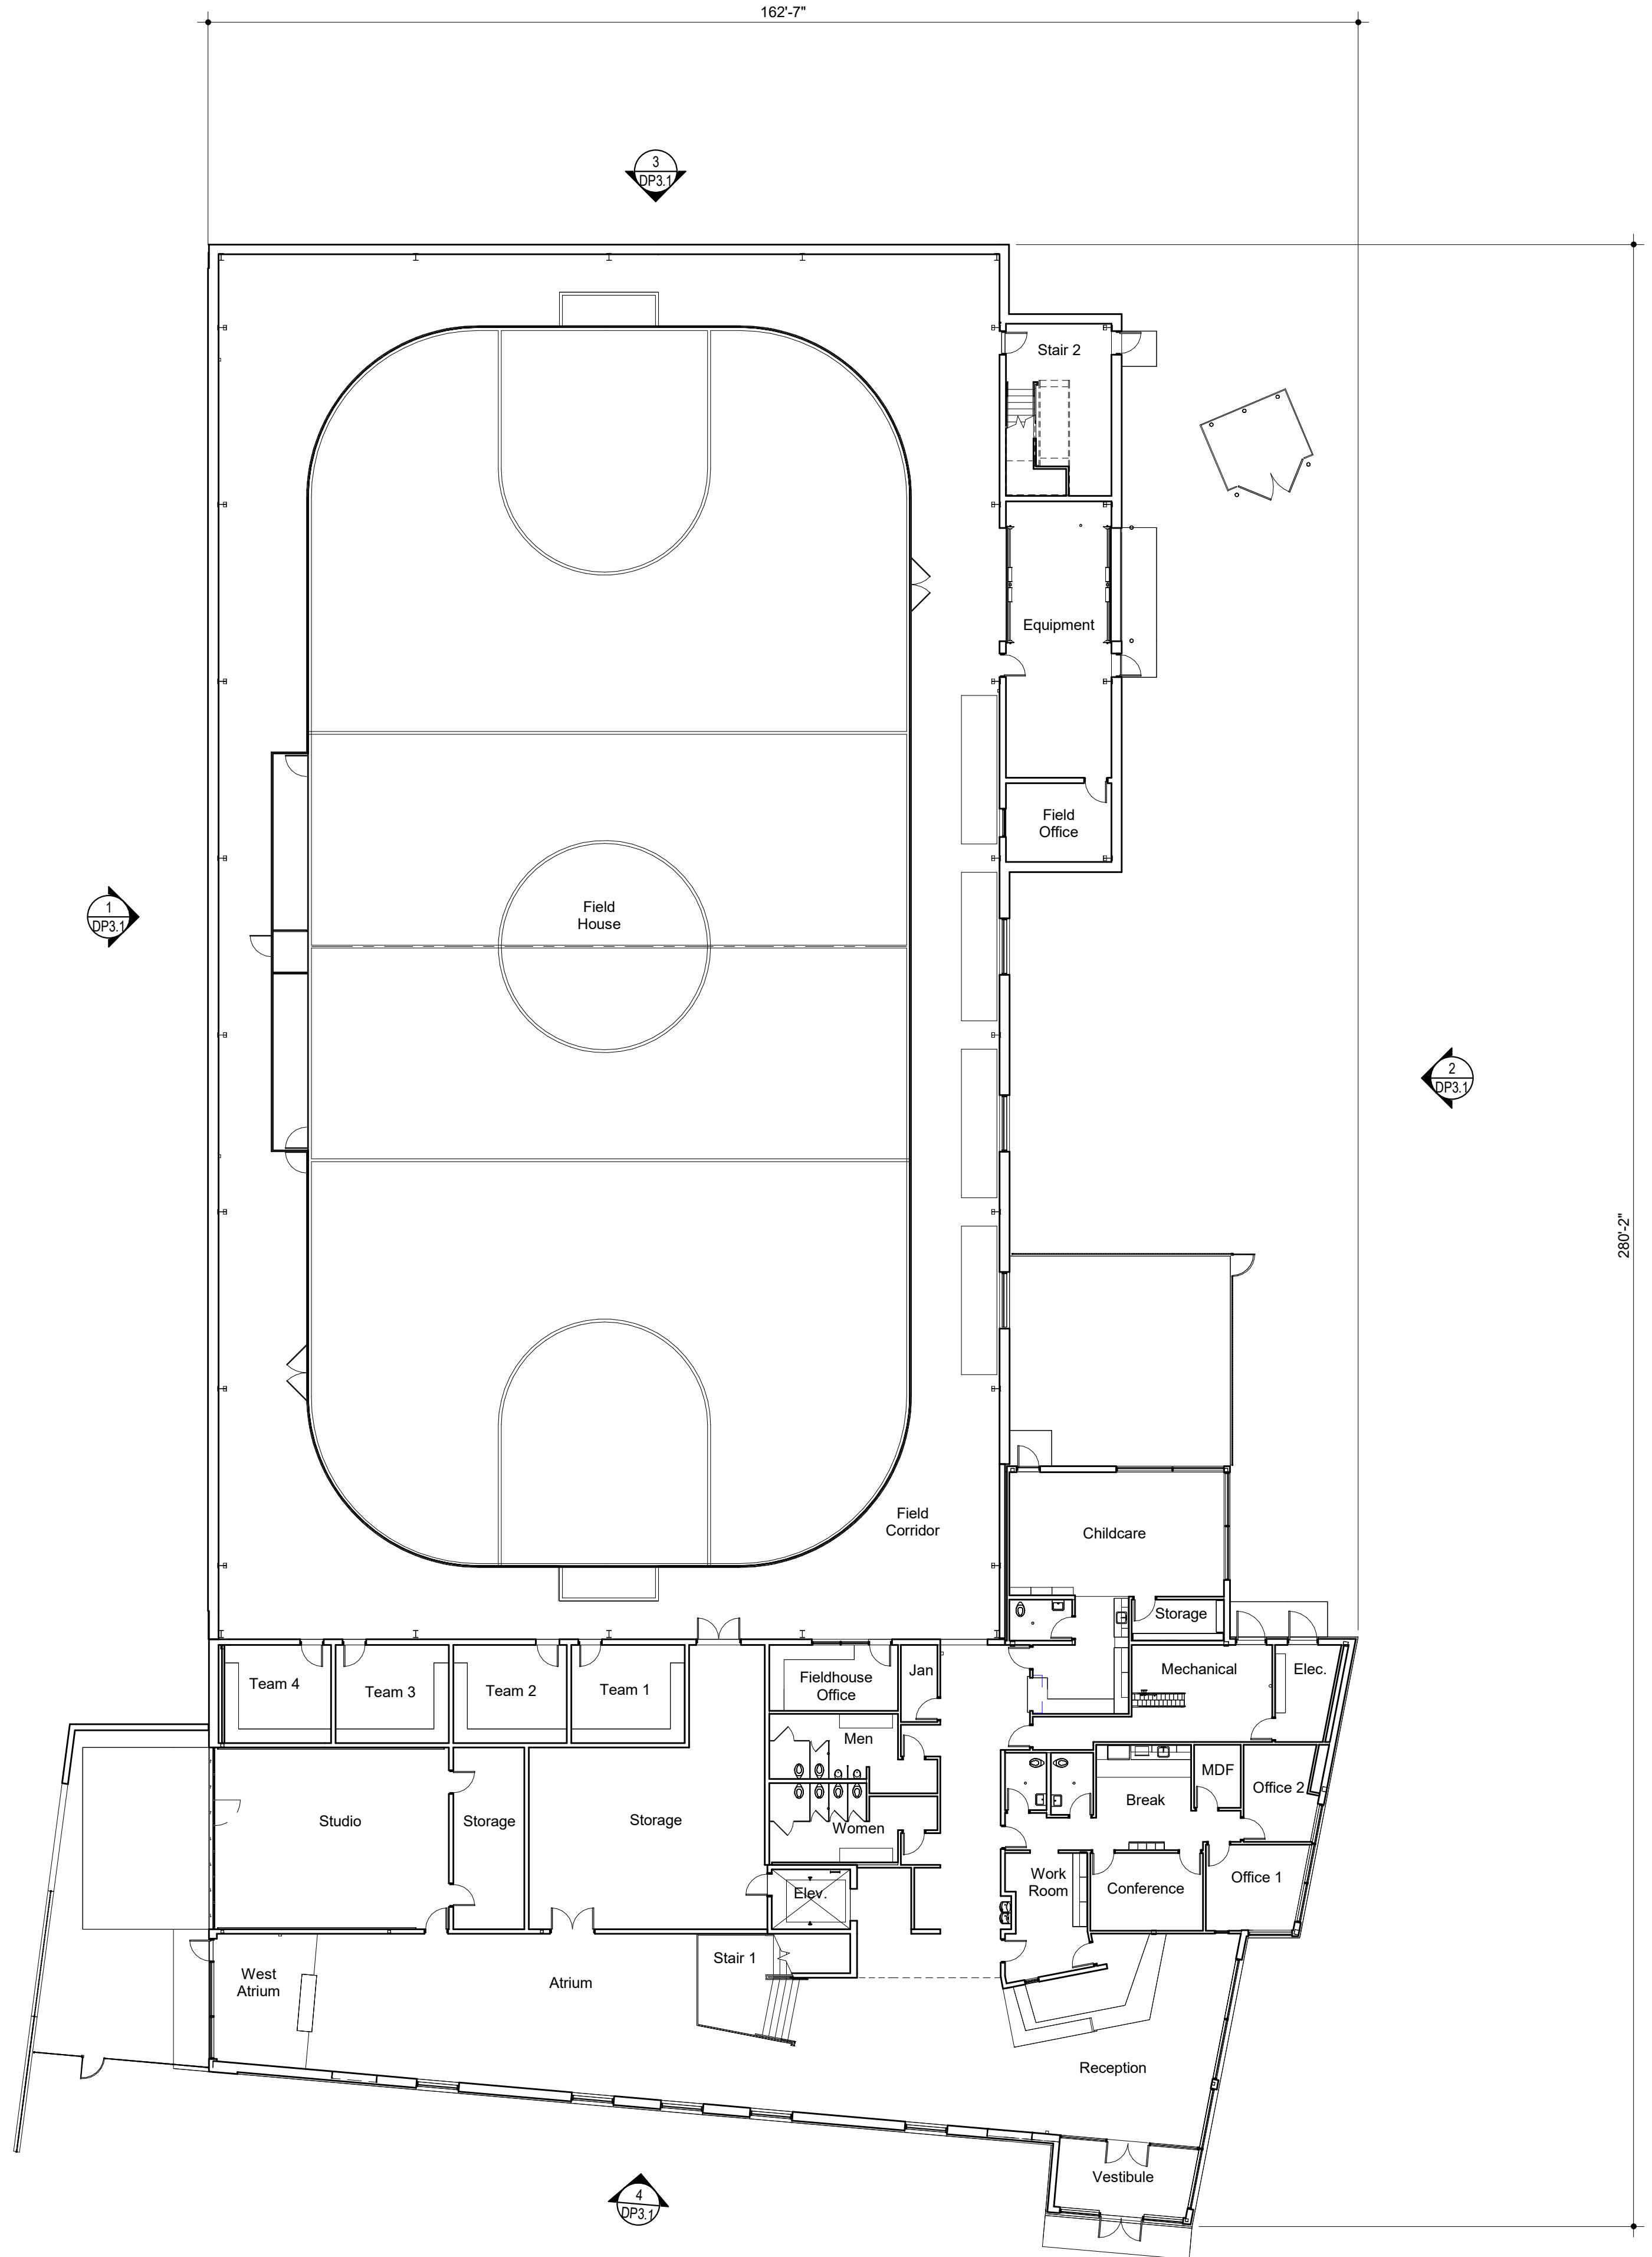 162'-7"
3
DP3.1
Stair 2
Equipment
Field
Office
Field
House
1
DP3.1
2
DP3.1
280'-2"
Field
Corridor
Childcare
Storage
Team 4
Team 3
Team 2
Team 1
Fieldhouse
Office
Jan
Mechanical
Elec.
Men
MDF
Office 2
Break
Studio
Storage
Storage
Women
Work
Room
Conference
Office 1
Elev.
Stair 1
West
Atrium
Atrium
Reception
Vestibule
4
DP3.1